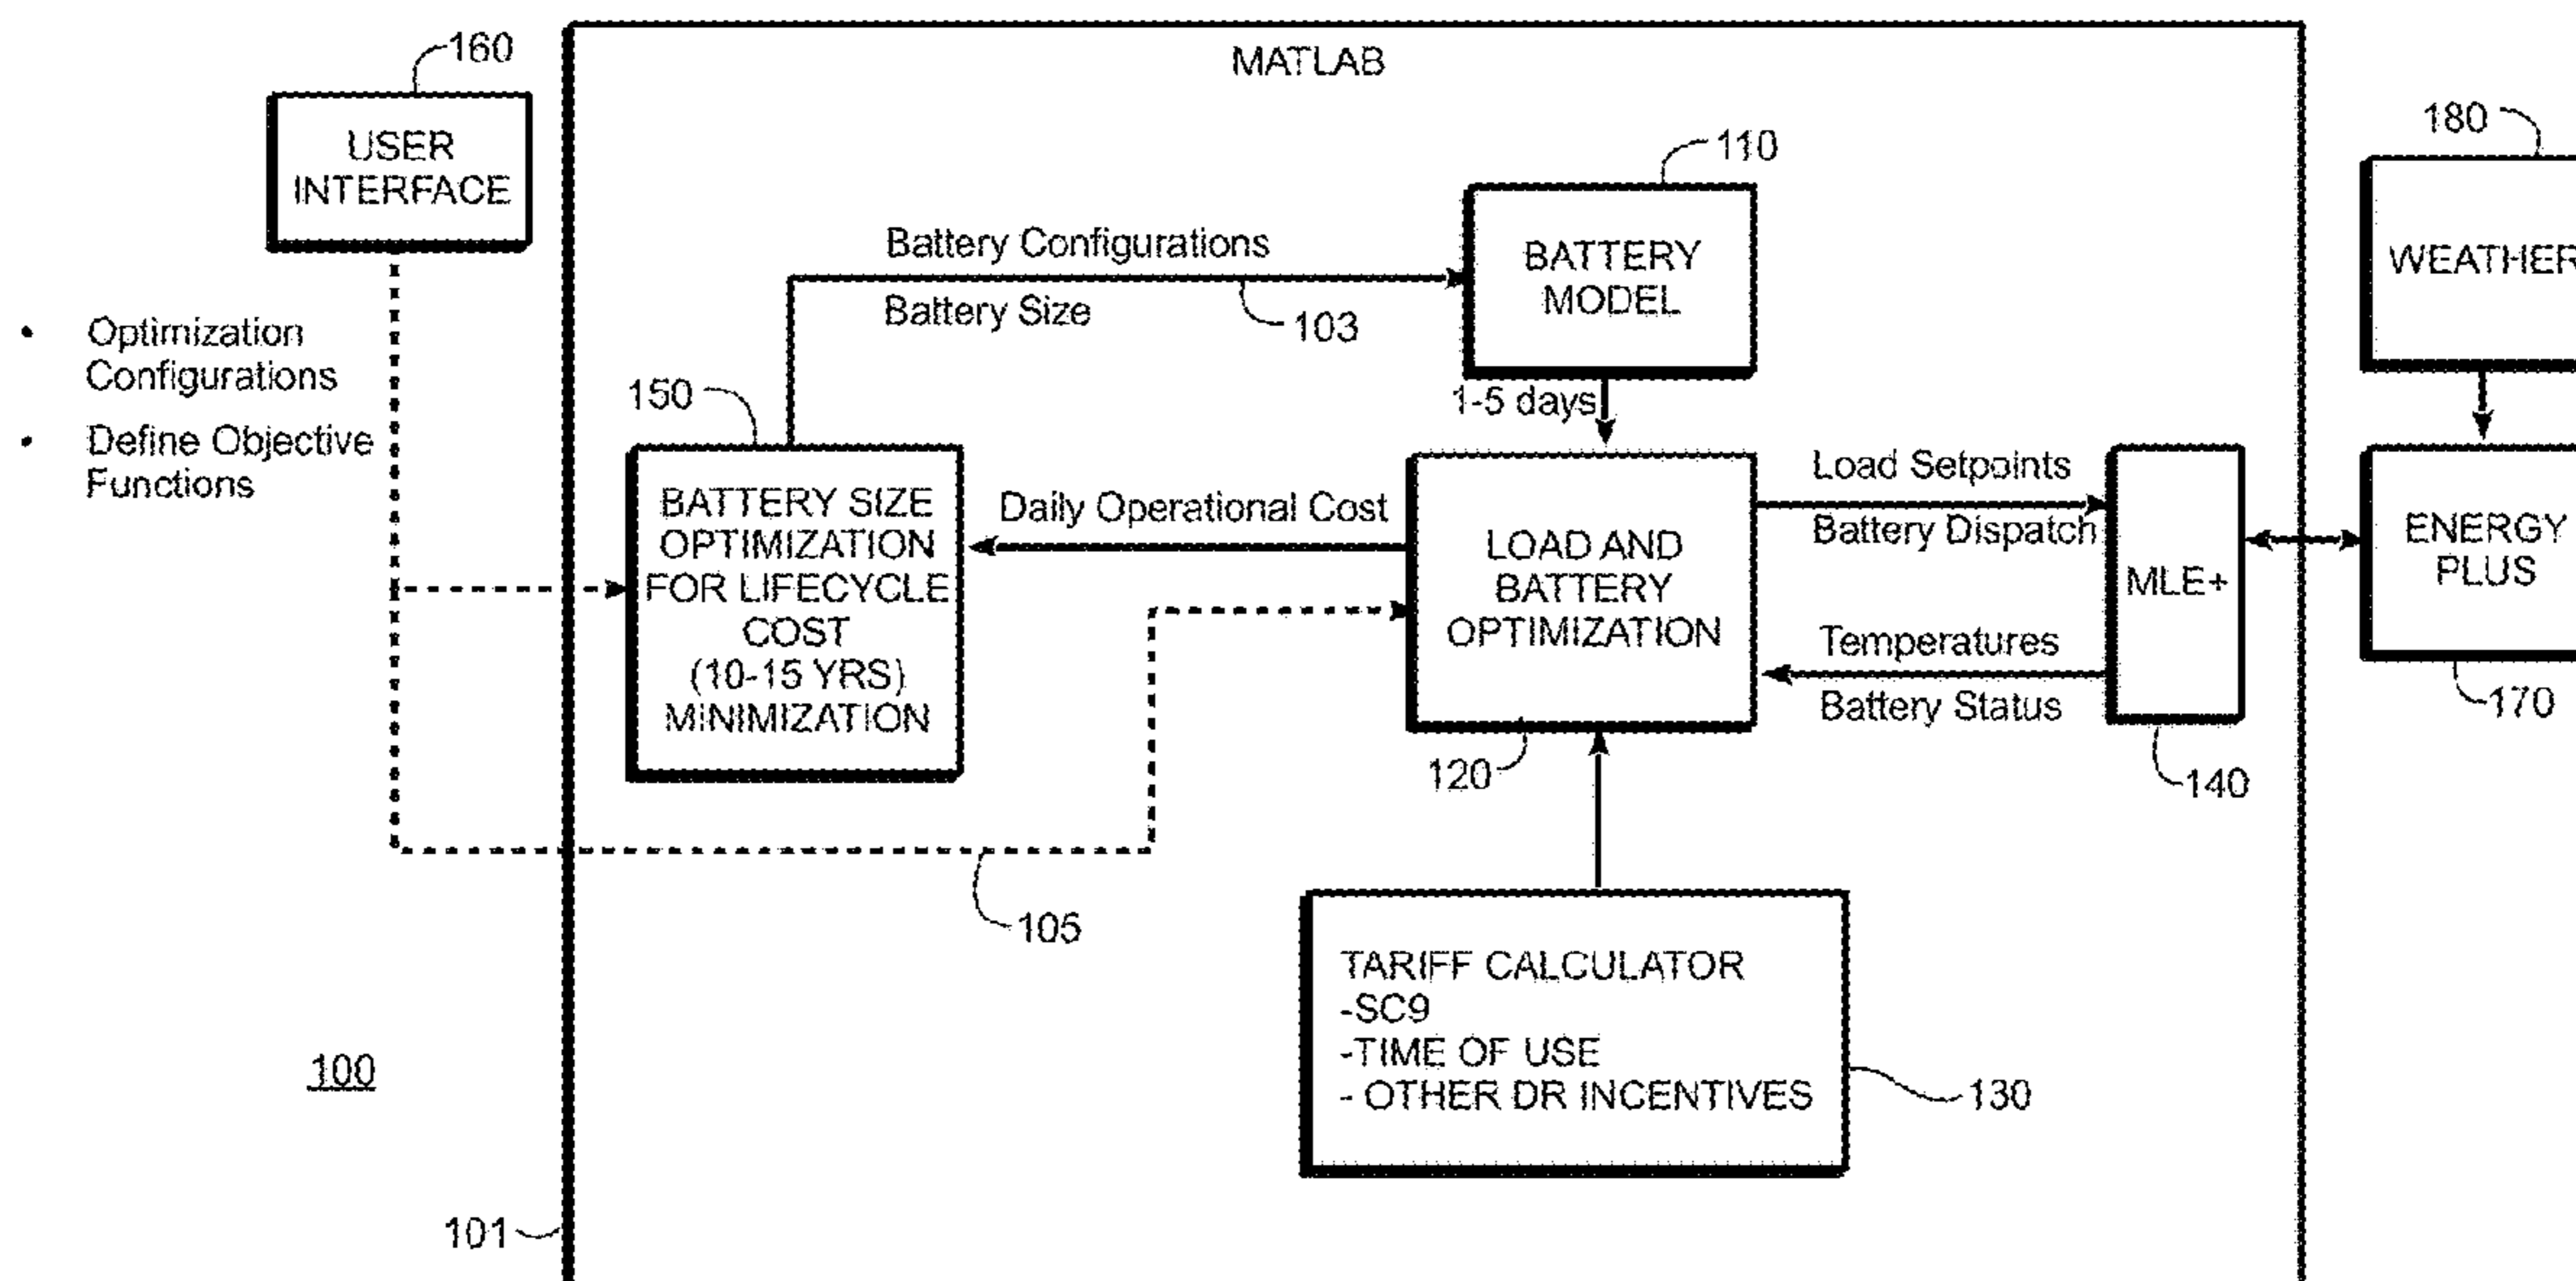 MATLAB
160
USER
INTERFACE
• Optimization
Configurations
• Define Objective
Functions
110
BATTERY
MODEL
Battery Configurations
Battery Size
103
1-5 days
150
BATTERY SIZE
OPTIMIZATION
FOR LIFECYCLE
COST
(10-15 YRS)
MINIMIZATION
Daily Operational Cost
LOAD AND
BATTERY
OPTIMIZATION
120
Load Setpoints
Battery Dispatch
Temperatures
Battery Status
MLE+
140
180
WEATHER
ENERGY
PLUS
170
105
TARIFF CALCULATOR
-SC9
-TIME OF USE
- OTHER DR INCENTIVES
130
100
101